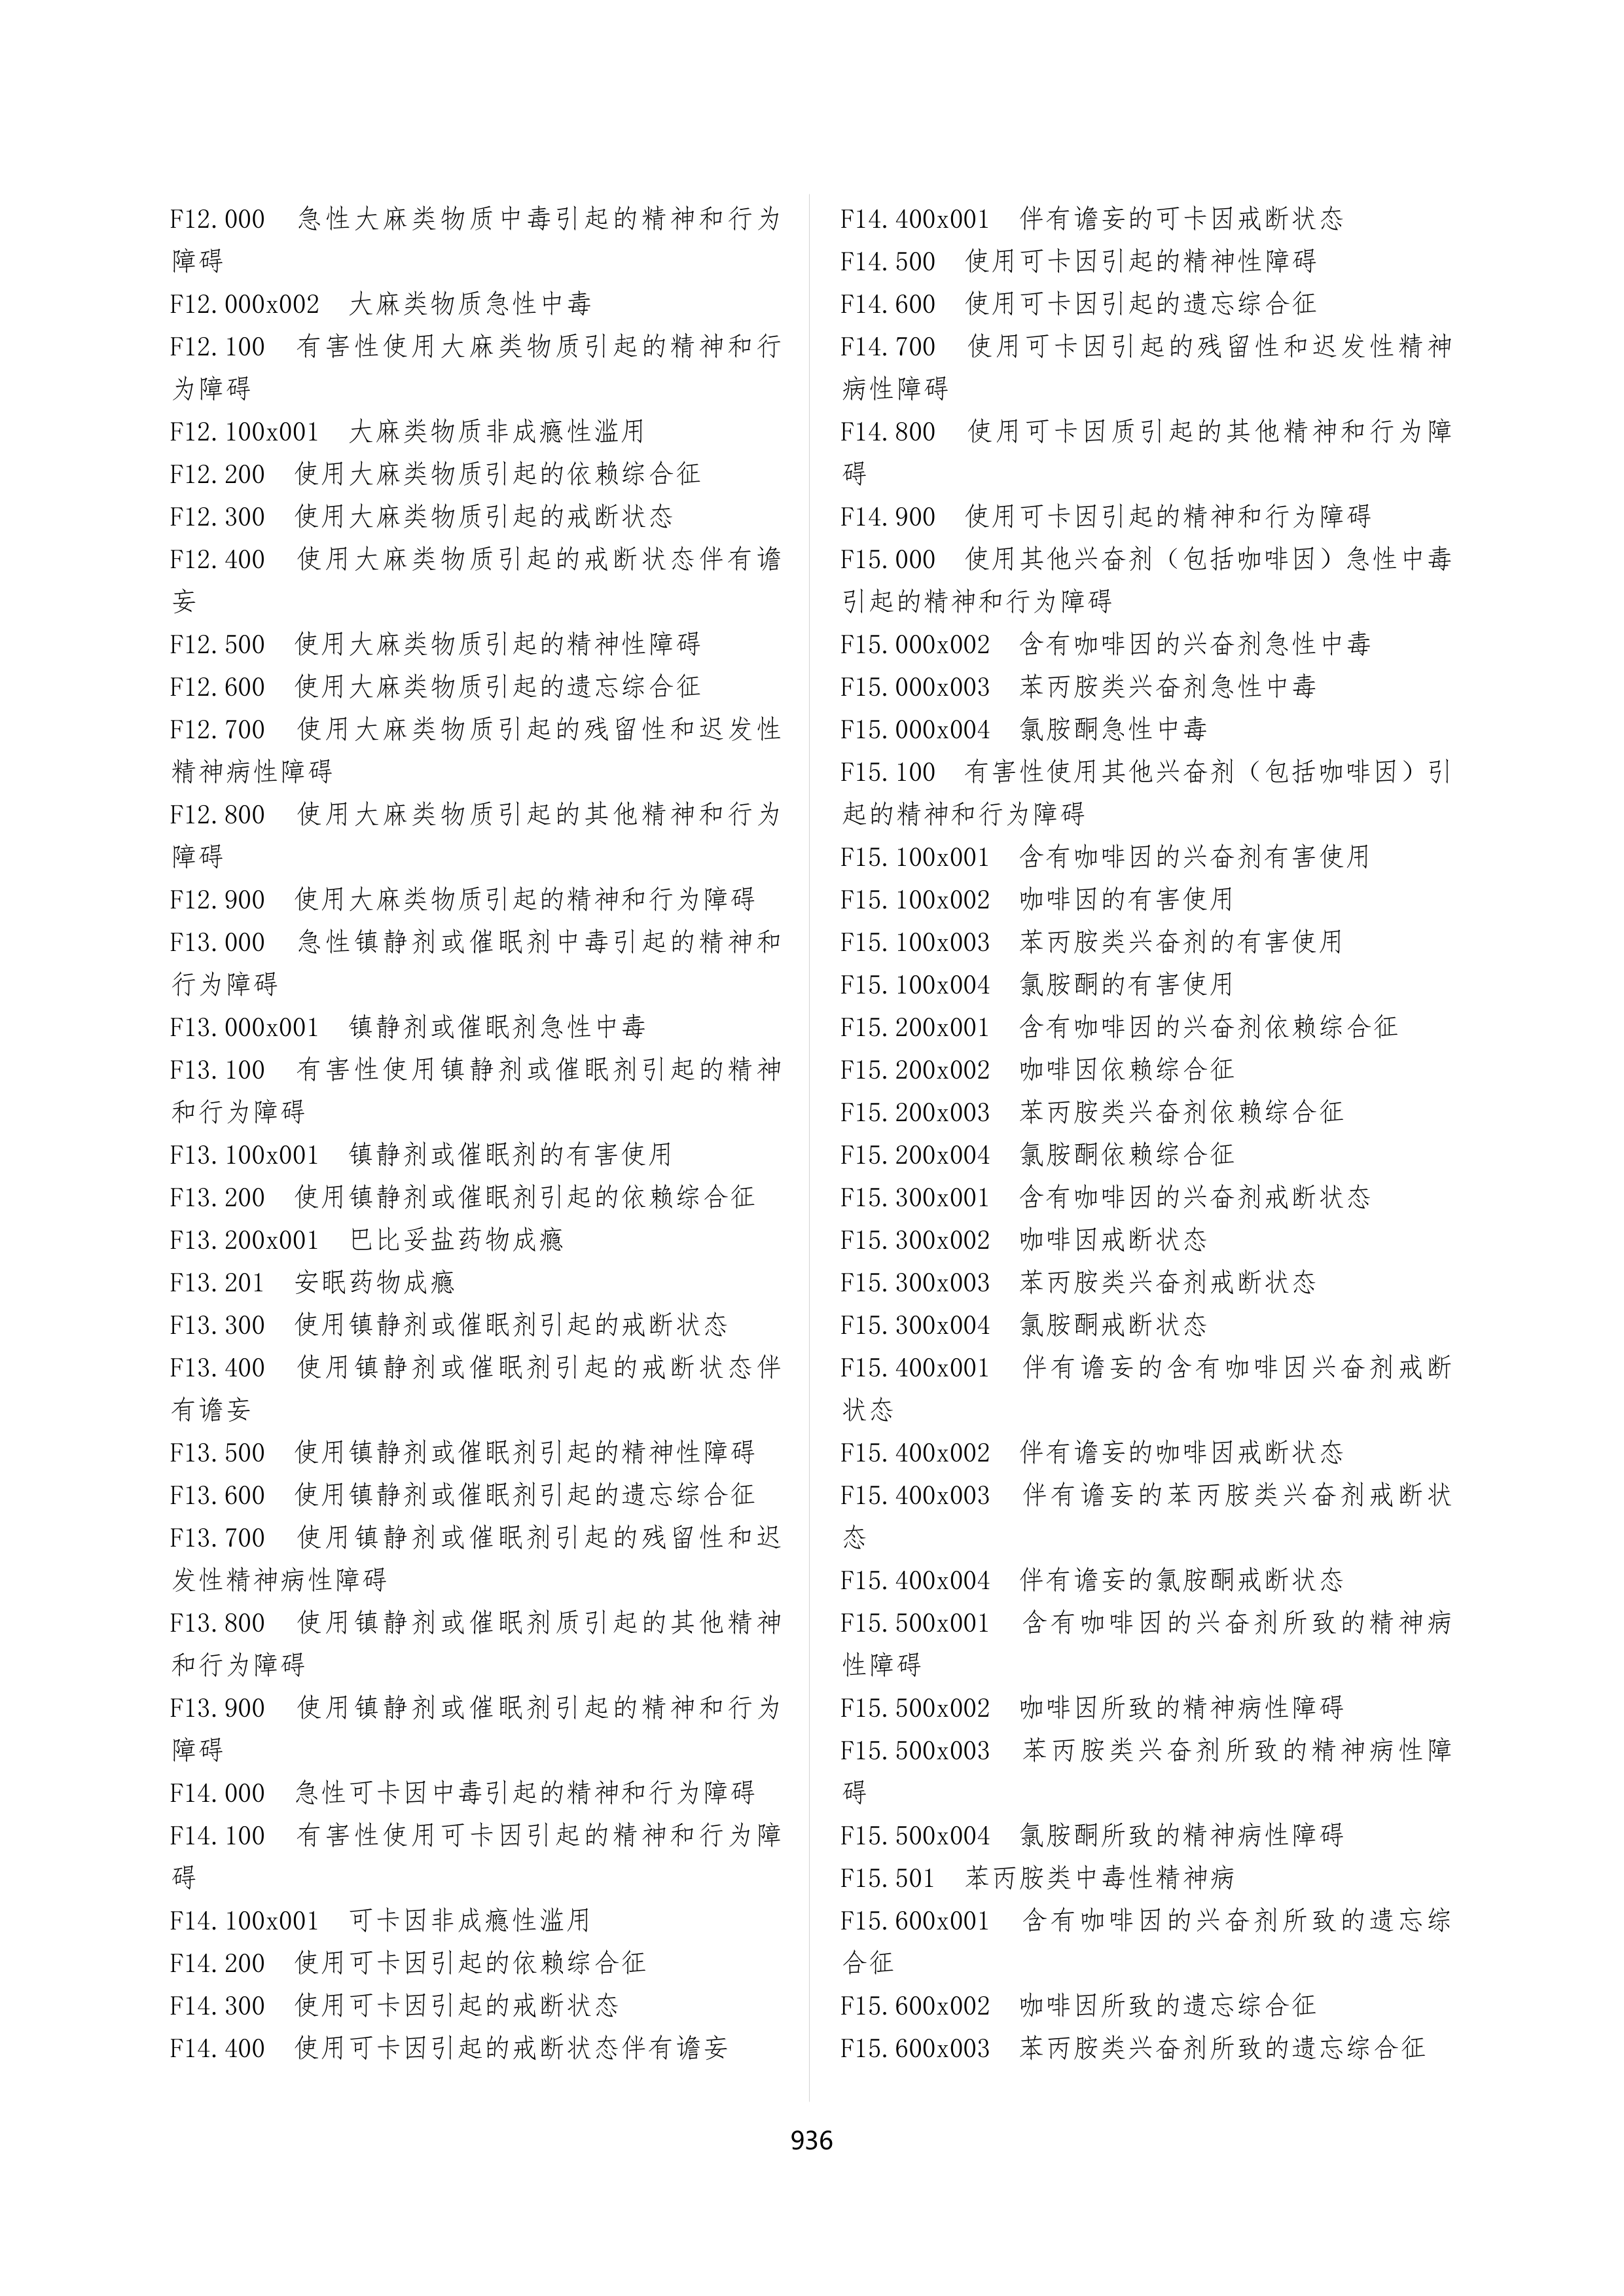 F12.000 急性大麻类物质中毒引起的精神和行为
障碍
F12.000x002 大麻类物质急性中毒
F12.100 有害性使用大麻类物质引起的精神和行
为障碍
F12.100x001 大麻类物质非成瘾性滥用
F12.200 使用大麻类物质引起的依赖综合征
F12.300 使用大麻类物质引起的戒断状态
F12.400 使用大麻类物质引起的戒断状态伴有谵
妄
F12.500 使用大麻类物质引起的精神性障碍
F12.600 使用大麻类物质引起的遗忘综合征
F12.700 使用大麻类物质引起的残留性和迟发性
精神病性障碍
F12.800 使用大麻类物质引起的其他精神和行为
障碍
F12.900 使用大麻类物质引起的精神和行为障碍
F13.000 急性镇静剂或催眠剂中毒引起的精神和
行为障碍
F13.000x001 镇静剂或催眠剂急性中毒
F13.100 有害性使用镇静剂或催眠剂引起的精神
和行为障碍
F13.100x001 镇静剂或催眠剂的有害使用
F13.200 使用镇静剂或催眠剂引起的依赖综合征
F13.200x001 巴比妥盐药物成瘾
F13.201 安眠药物成瘾
F13.300 使用镇静剂或催眠剂引起的戒断状态
F13.400 使用镇静剂或催眠剂引起的戒断状态伴
有谵妄
F13.500 使用镇静剂或催眠剂引起的精神性障碍
F13.600 使用镇静剂或催眠剂引起的遗忘综合征
F13.700 使用镇静剂或催眠剂引起的残留性和迟
发性精神病性障碍
F13.800 使用镇静剂或催眠剂质引起的其他精神
和行为障碍
F13.900 使用镇静剂或催眠剂引起的精神和行为
障碍
F14.000 急性可卡因中毒引起的精神和行为障碍
F14.100 有害性使用可卡因引起的精神和行为障
碍
F14.100x001 可卡因非成瘾性滥用
F14.200 使用可卡因引起的依赖综合征
F14.300 使用可卡因引起的戒断状态
F14.400 使用可卡因引起的戒断状态伴有谵妄
F14.400x001 伴有谵妄的可卡因戒断状态
F14.500 使用可卡因引起的精神性障碍
F14.600 使用可卡因引起的遗忘综合征
F14.700 使用可卡因引起的残留性和迟发性精神
病性障碍
F14.800 使用可卡因质引起的其他精神和行为障
碍
F14.900 使用可卡因引起的精神和行为障碍
F15.000 使用其他兴奋剂（包括咖啡因）急性中毒
引起的精神和行为障碍
F15.000x002 含有咖啡因的兴奋剂急性中毒
F15.000x003 苯丙胺类兴奋剂急性中毒
F15.000x004 氯胺酮急性中毒
F15.100 有害性使用其他兴奋剂（包括咖啡因）引
起的精神和行为障碍
F15.100x001 含有咖啡因的兴奋剂有害使用
F15.100x002 咖啡因的有害使用
F15.100x003 苯丙胺类兴奋剂的有害使用
F15.100x004 氯胺酮的有害使用
F15.200x001 含有咖啡因的兴奋剂依赖综合征
F15.200x002 咖啡因依赖综合征
F15.200x003 苯丙胺类兴奋剂依赖综合征
F15.200x004 氯胺酮依赖综合征
F15.300x001 含有咖啡因的兴奋剂戒断状态
F15.300x002 咖啡因戒断状态
F15.300x003 苯丙胺类兴奋剂戒断状态
F15.300x004 氯胺酮戒断状态
F15.400x001 伴有谵妄的含有咖啡因兴奋剂戒断
状态
F15.400x002 伴有谵妄的咖啡因戒断状态
F15.400x003 伴有谵妄的苯丙胺类兴奋剂戒断状
态
F15.400x004 伴有谵妄的氯胺酮戒断状态
F15.500x001 含有咖啡因的兴奋剂所致的精神病
性障碍
F15.500x002 咖啡因所致的精神病性障碍
F15.500x003 苯丙胺类兴奋剂所致的精神病性障
碍
F15.500x004 氯胺酮所致的精神病性障碍
F15.501 苯丙胺类中毒性精神病
F15.600x001 含有咖啡因的兴奋剂所致的遗忘综
合征
F15.600x002 咖啡因所致的遗忘综合征
F15.600x003 苯丙胺类兴奋剂所致的遗忘综合征
936